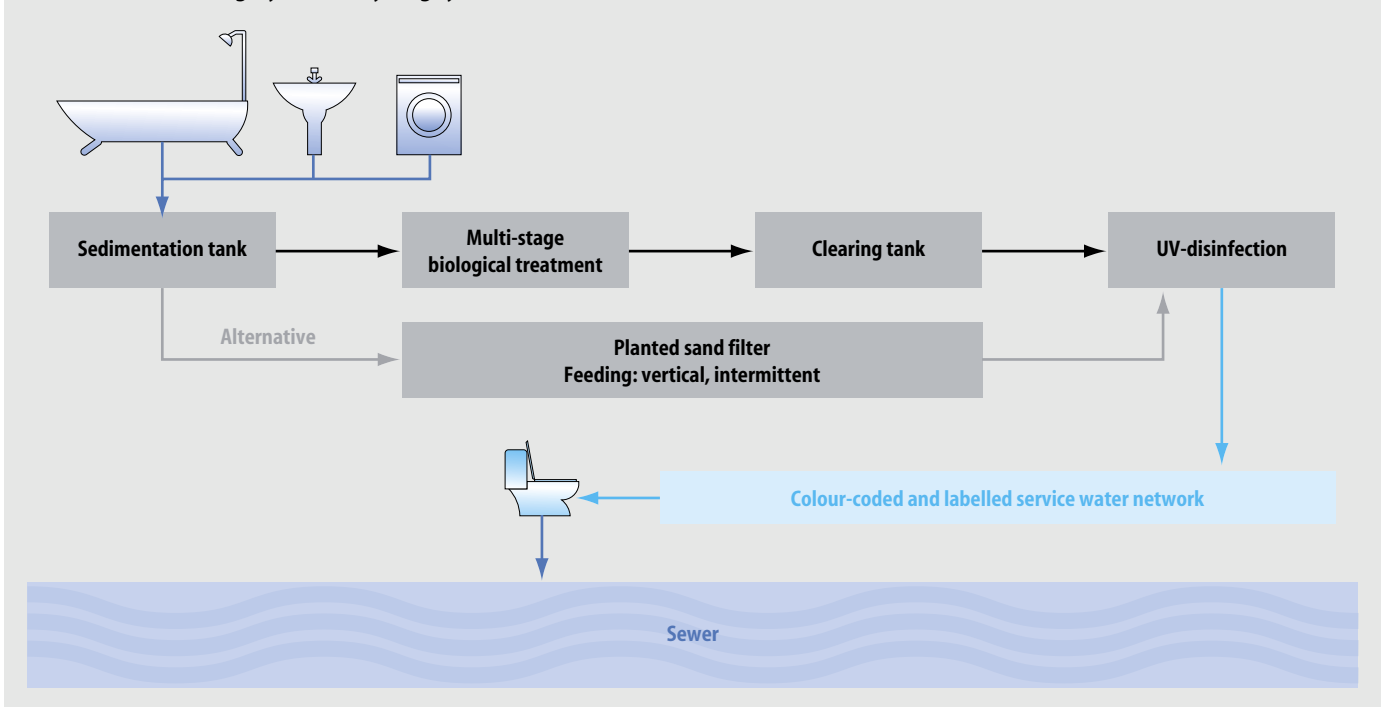 Sedimentation tank
Multi-stage
biological treatment
Clearing tank
UV-disinfection
Alternative
Planted sand filter
Feeding: vertical, intermittent
Colour-coded and labelled service water network
Sewer